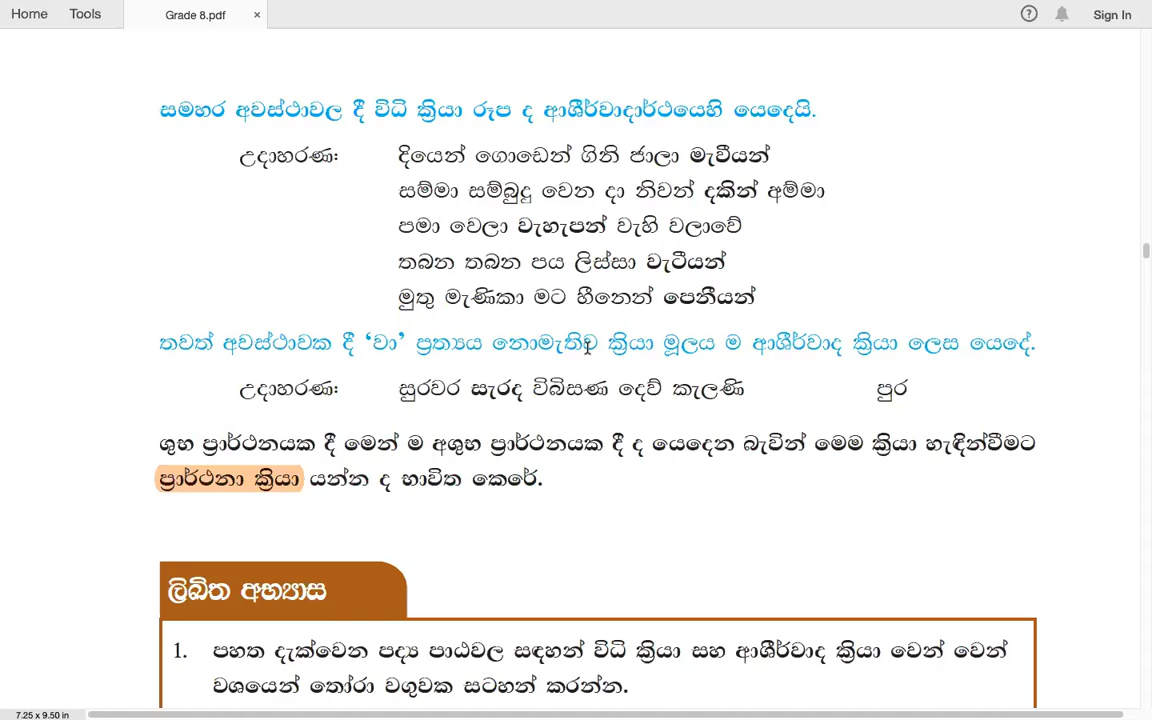 Home Tools Grade 8.pdf × Sign In
සමහර අවස්ථාවල දී විධි ක්‍රියා රූප ද ආශීර්වාදාර්ථයෙහි යෙදෙයි.
උදාහරණ: දියෙන් ගොඩෙන් ගිනි ජාලා මැවීයන්
සම්මා සම්බුදු වෙන දා නිවන් දකින් අම්මා
පමා වෙලා වැහැපන් වැහි වලාවේ
තබන තබන පය ලිස්සා වැටීයන්
මුතු මැණිකා මට හීනෙන් පෙනීයන්
තවත් අවස්ථාවක දී ‘වා’ ප්‍රත්‍යය නොමැතිව ක්‍රියා මූලය ම ආශීර්වාද ක්‍රියා ලෙස යෙදේ.
උදාහරණ: සුරවර සැරද විබිසණ දෙව් කැලණි පුර
ශුභ ප්‍රාර්ථනයක දී මෙන් ම අශුභ ප්‍රාර්ථනයක දී ද යෙදෙන බැවින් මෙම ක්‍රියා හැඳින්වීමට
ප්‍රාර්ථනා ක්‍රියා යන්න ද භාවිත කෙරේ.
ලිඛිත අභ්‍යාස
1. පහත දැක්වෙන පද්‍ය පාඨවල සඳහන් විධි ක්‍රියා සහ ආශීර්වාද ක්‍රියා වෙන් වෙන්
වශයෙන් තෝරා වගුවක සටහන් කරන්න.
7.25 x 9.50 in